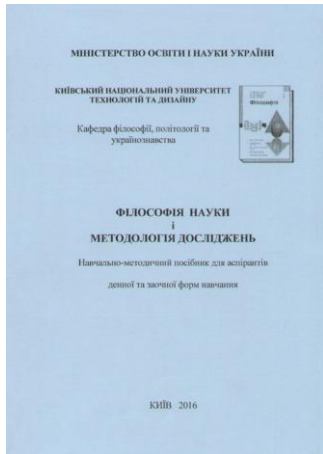 МІНІСТЕРСТВО ОСВІТИ І НАУКИ УКРАЇНИ
КИЇВСЬКИЙ НАЦІОНАЛЬНИЙ УНІВЕРСИТЕТ
ТЕХНОЛОГІЙ ТА ДИЗАЙНУ
Кафедра філософії, політології та
українознавства
Філософія
ФІЛОСОФІЯ НАУКИ
і
МЕТОДОЛОГІЯ ДОСЛІДЖЕНЬ
Навчально-методичний посібник для аспірантів
денної та заочної форм навчання
КИЇВ 2016